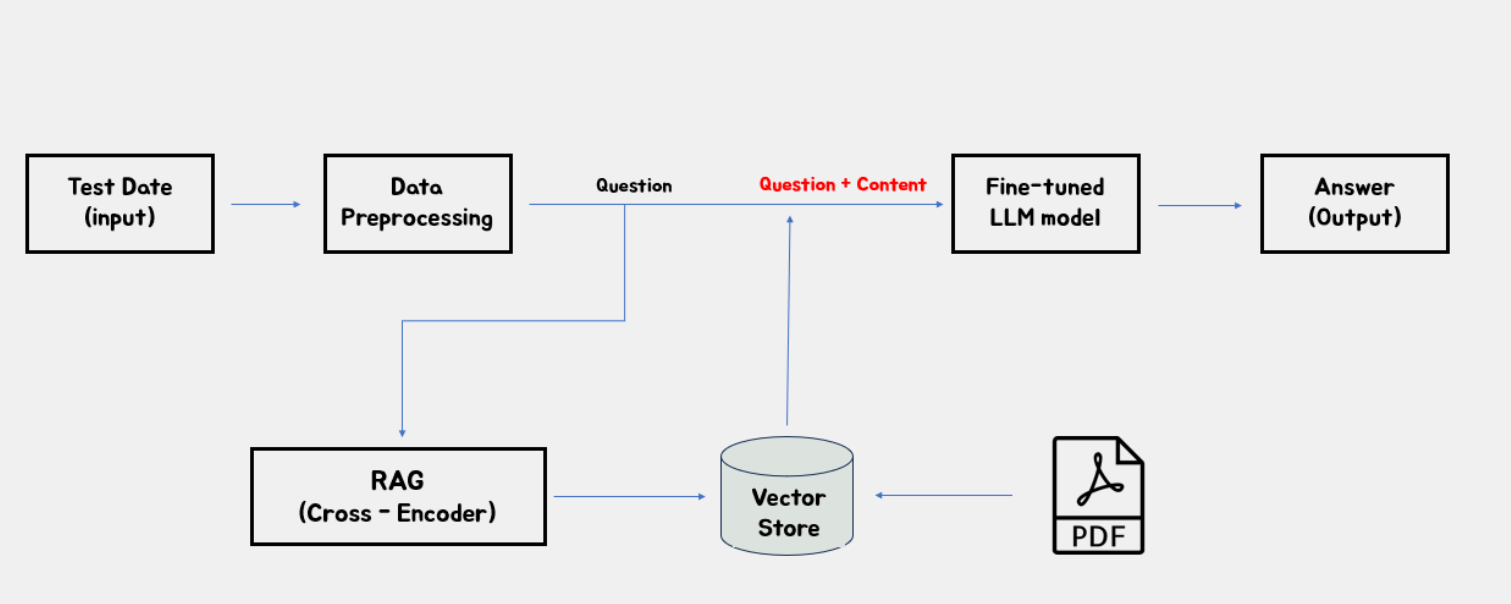 Test Date
(input)
Data
Preprocessing
Question
Question + Content
Fine-tuned
LLM model
Answer
(Output)
RAG
(Cross - Encoder)
Vector
Store
PDF